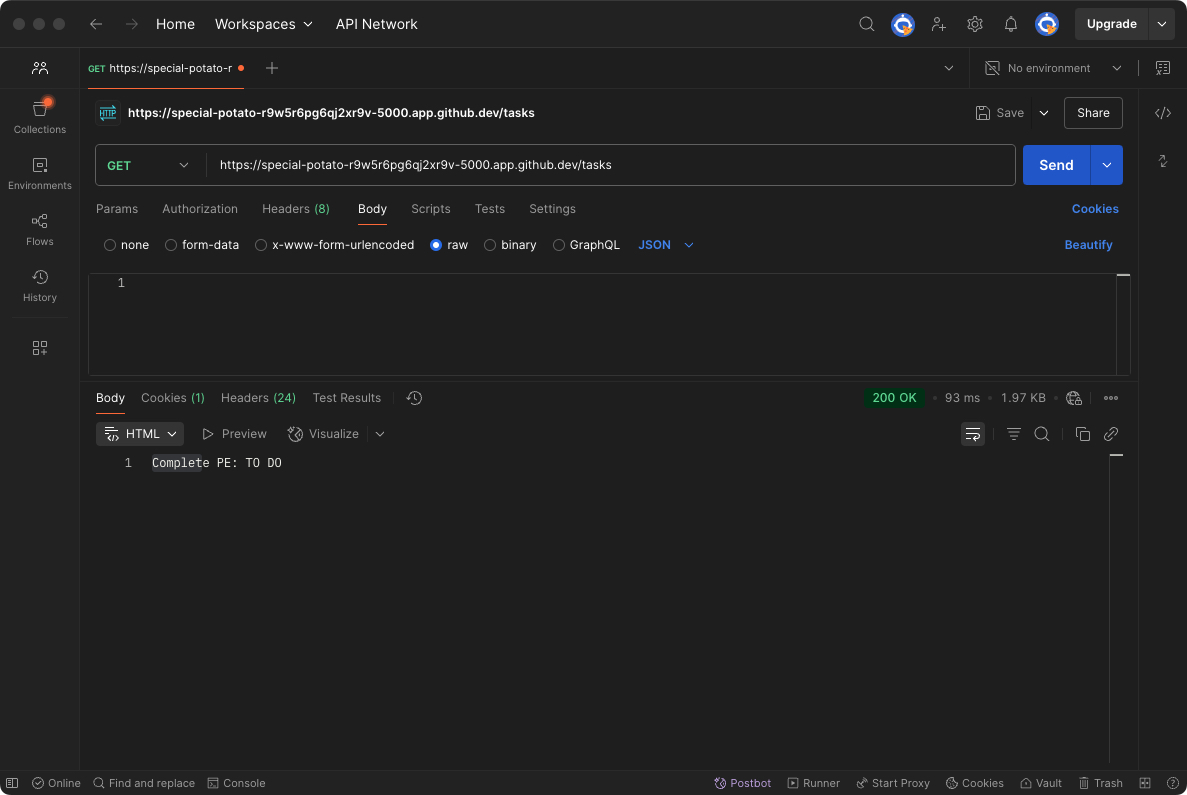 Home Workspaces API Network Upgrade
GET https://special-potato-r No environment
Collections
Environments
Flows
History
HTTP https://special-potato-r9w5r6pg6qj2xr9v-5000.app.github.dev/tasks Save Share
GET https://special-potato-r9w5r6pg6qj2xr9v-5000.app.github.dev/tasks Send
Params Authorization Headers (8) Body Scripts Tests Settings Cookies
none form-data x-www-form-urlencoded raw binary GraphQL JSON Beautify
1
Body Cookies (1) Headers (24) Test Results 200 OK • 93 ms • 1.97 KB •
HTML Preview Visualize
1 Complete PE: TO DO
Online Find and replace Console Postbot Runner Start Proxy Cookies Vault Trash